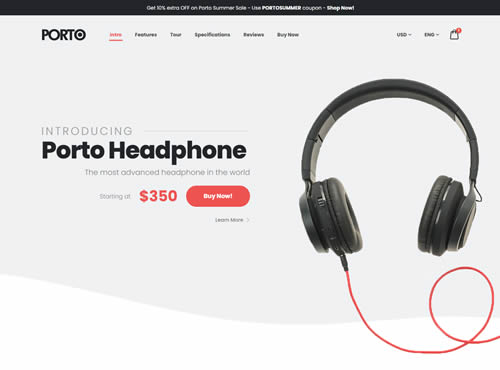 Get 10% extra OFF on Porto Summer Sale - Use PORTOSUMMER coupon - Shop Now!
PORTO Intro Features Tour Specifications Reviews Buy Now USD ENG
INTRODUCING
Porto Headphone
The most advanced headphone in the world
Starting at $350 Buy Now!
Learn More